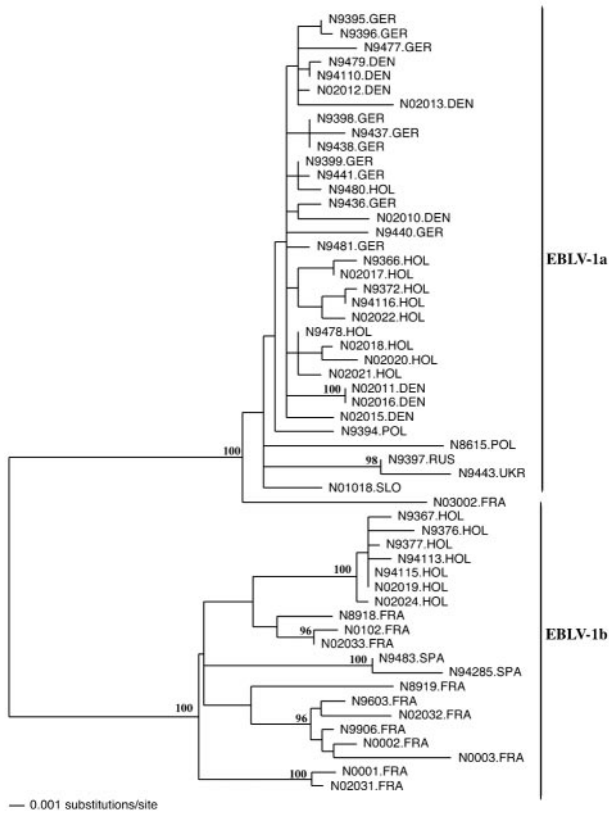 N9395.GER
N9396.GER
N9477.GER
N9479.DEN
N94110.DEN
N02012.DEN
N02013.DEN
N9398.GER
N9437.GER
N9438.GER
N9399.GER
N9441.GER
N9480.HOL
N9436.GER
N02010.DEN
N9440.GER
N9481.GER
EBLV-1a
N9366.HOL
N02017.HOL
N9372.HOL
N94116.HOL
N02022.HOL
N9478.HOL
N02018.HOL
N02020.HOL
N02021.HOL
100
N02011.DEN
N02016.DEN
N02015.DEN
N9394.POL
N8615.POL
100
98
N9397.RUS
N9443.UKR
N01018.SLO
N03002.FRA
N9367.HOL
N9376.HOL
N9377.HOL
N94113.HOL
100
N94115.HOL
N02019.HOL
N02024.HOL
N8918.FRA
96
N0102.FRA
N02033.FRA
EBLV-1b
100
N9483.SPA
N94285.SPA
N8919.FRA
100
N9603.FRA
96
N02032.FRA
N9906.FRA
N0002.FRA
N0003.FRA
100
N0001.FRA
N02031.FRA
0.001 substitutions/site